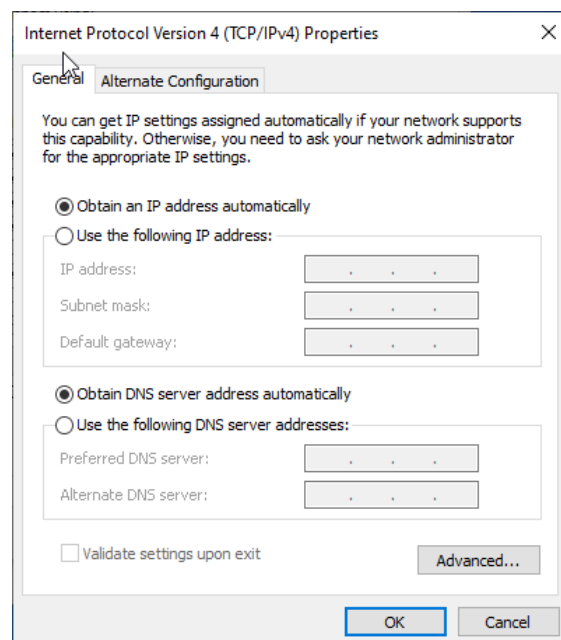 Internet Protocol Version 4 (TCP/IPv4) Properties
General
Alternate Configuration
You can get IP settings assigned automatically if your network supports
this capability. Otherwise, you need to ask your network administrator
for the appropriate IP settings.
Obtain an IP address automatically
Use the following IP address:
IP address:
Subnet mask:
Default gateway:
Obtain DNS server address automatically
Use the following DNS server addresses:
Preferred DNS server:
Alternate DNS server:
Validate settings upon exit
Advanced...
OK
Cancel